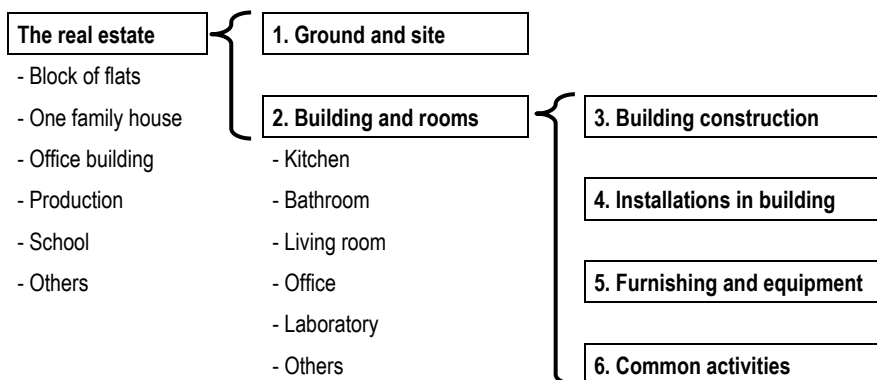 The real estate
- Block of flats
- One family house
- Office building
- Production
- School
- Others
1. Ground and site
2. Building and rooms
- Kitchen
- Bathroom
- Living room
- Office
- Laboratory
- Others
3. Building construction
4. Installations in building
5. Furnishing and equipment
6. Common activities